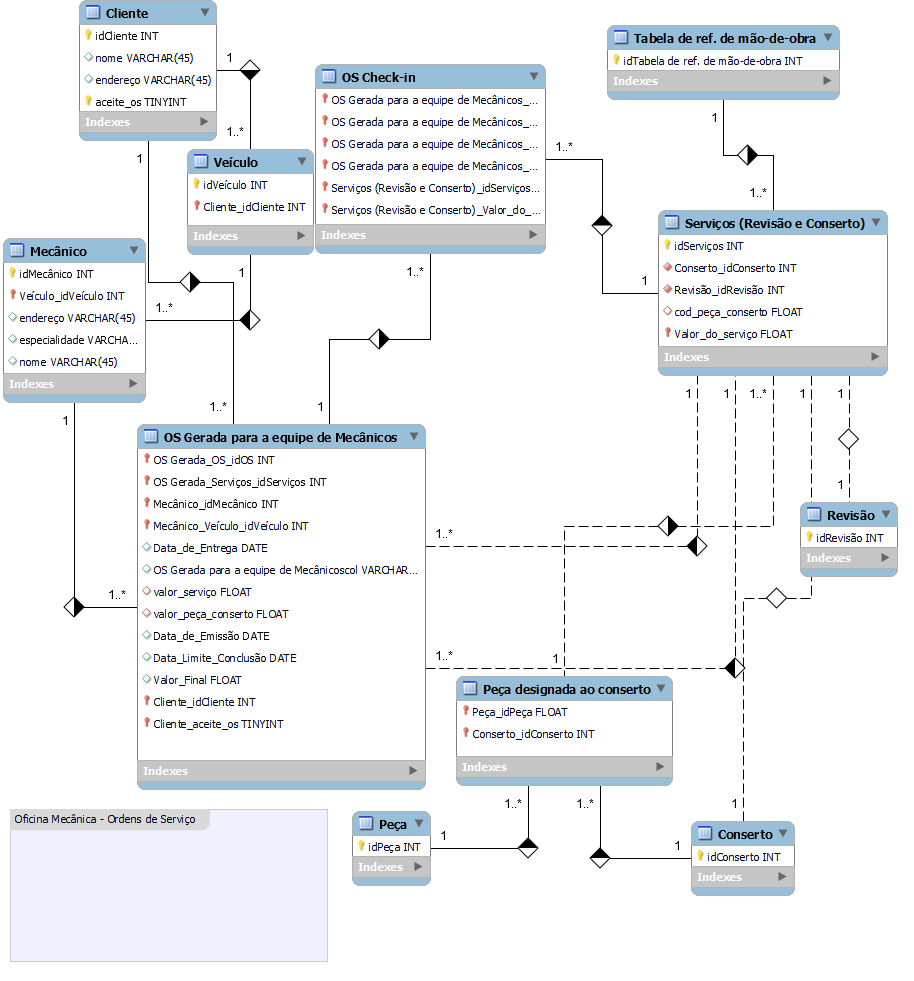 Cliente
idCliente INT
nome VARCHAR(45)
endereço VARCHAR(45)
aceite_os TINYINT
Indexes
1
1..*
1
Veículo
idVeículo INT
Cliente_idCliente INT
Indexes
1
OS Check-in
OS Gerada para a equipe de Mecânicos_...
OS Gerada para a equipe de Mecânicos_...
OS Gerada para a equipe de Mecânicos_...
OS Gerada para a equipe de Mecânicos_...
Serviços (Revisão e Conserto)_idServiços...
Serviços (Revisão e Conserto) _Valor_do_...
Indexes
1..*
1..*
1
Tabela de ref. de mão-de-obra
idTabela de ref. de mão-de-obra INT
Indexes
1
1..*
Serviços (Revisão e Conserto)
idServiços INT
Conserto_idConserto INT
Revisão_idRevisão INT
cod_peça_conserto FLOAT
Valor_do_serviço FLOAT
Indexes
1
1
1..*
1
1
Mecânico
idMecânico INT
Veículo_idVeículo INT
endereço VARCHAR(45)
especialidade VARCHA...
nome VARCHAR(45)
Indexes
1..*
1
1..*
1..*
1
OS Gerada para a equipe de Mecânicos
OS Gerada_OS_idOS INT
OS Gerada_Serviços_idServiços INT
Mecânico_idMecânico INT
Mecânico_Veículo_idVeículo INT
Data_de_Entrega DATE
OS Gerada para a equipe de Mecânicoscol VARCHAR...
valor_serviço FLOAT
valor_peça_conserto FLOAT
Data_de_Emissão DATE
Data_Limite_Conclusão DATE
Valor_Final FLOAT
Cliente_idCliente INT
Cliente_aceite_os TINYINT
Indexes
1..*
1..*
1
Revisão
idRevisão INT
Indexes
1
Peça designada ao conserto
Peça_idPeça FLOAT
Conserto_idConserto INT
Indexes
1..*
1..*
Peça
idPeça INT
Indexes
1
1
1
Conserto
idConserto INT
Indexes
Oficina Mecânica - Ordens de Serviço